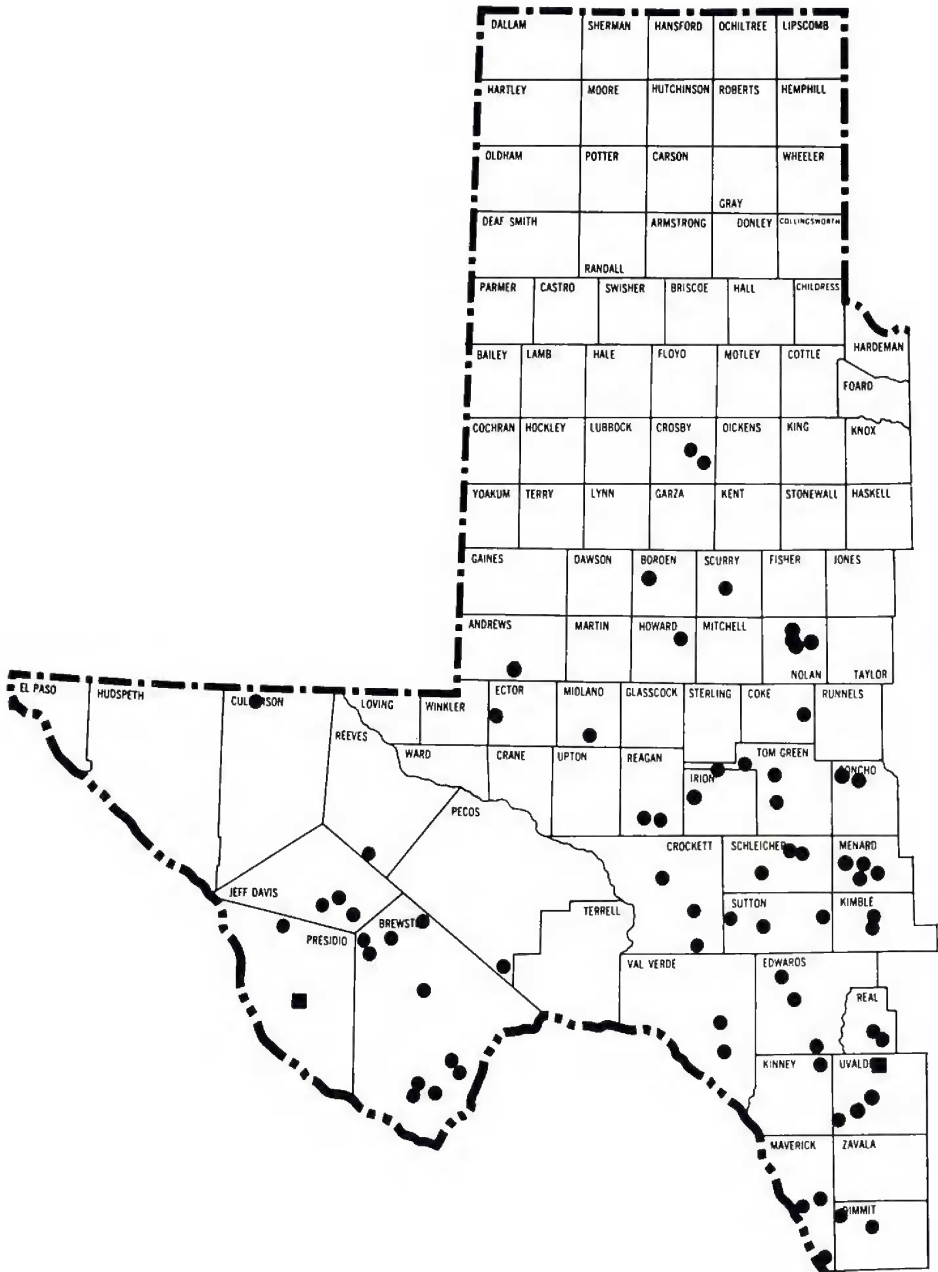 DALLAM SHERMAN HANSFORD OCHILTREE LIPSCOMB
HARTLEY MOORE HUTCHINSON ROBERTS HEMPHILL
OLDHAM POTTER CARSON WHEELER
GRAY
DEAF SMITH ARMSTRONG DONLEY COLLINGSWORTH
RANDALL
PARMER CASTRO SWISHER BRISCOE HALL CHILDRESS
HARDEMAN
BAILEY LAMB HALE FLOYD MOTLEY COTTLE
FOARD
COCHRAN HOCKLEY LUBBOCK CROSBY DICKENS KING KNOX
YOAKUM TERRY LYNN GARZA KENT STONEWALL HASKELL
GAINES DAWSON BORDEN SCURRY FISHER JONES
ANDREWS MARTIN HOWARD MITCHELL
NOLAN TAYLOR
EL PASO HUDSPETH CULBERSON LOVING WINKLER ECTOR MIDLAND GLASSCOCK STERLING COKE RUNNELS
REEVES WARD CRANE UPTON REAGAN IRION TOM GREEN CONCHO
PECOS
CROCKETT SCHLEICHER MENARD
JEFF DAVIS
PRESIDIO BREWSTER TERRELL SUTTON KIMBLE
VAL VERDE EDWARDS
REAL
KINNEY UVALDE
MAVERICK ZAVALA
DIMMIT